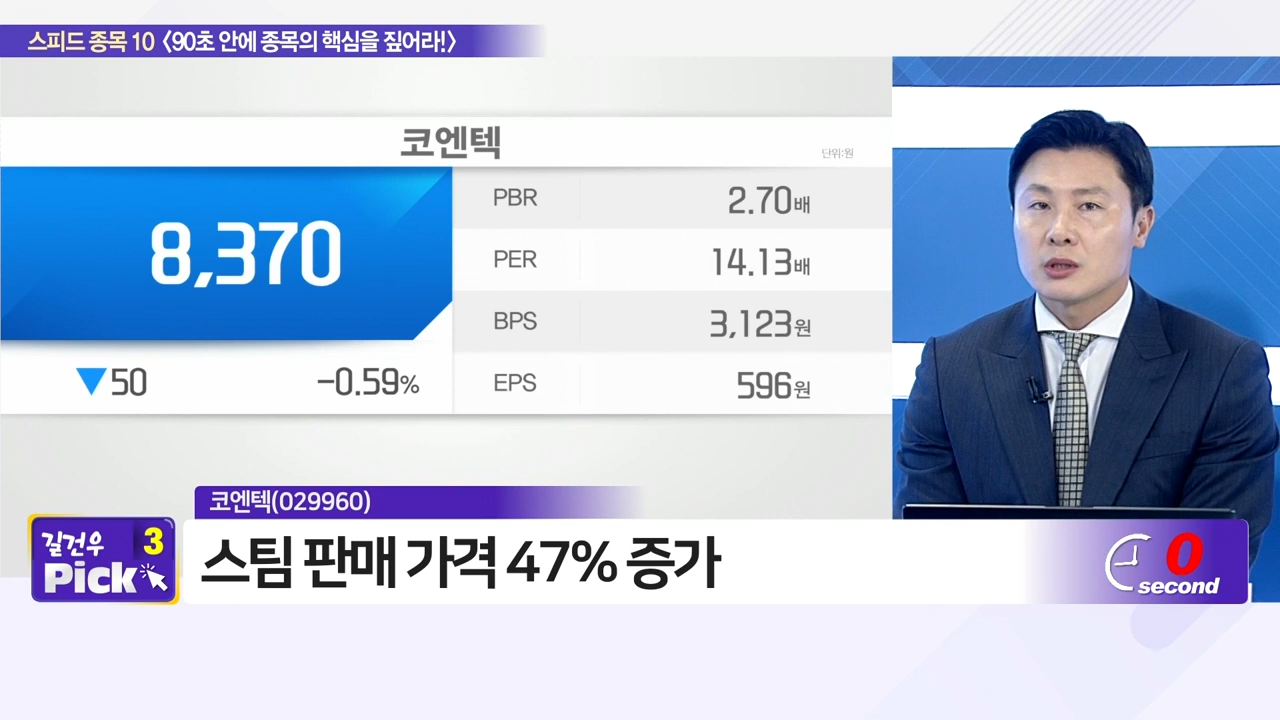 스피드 종목 10 〈90초 안에 종목의 핵심을 짚어라!〉
코엔텍
단위:원
8,370
▼50 -0.59%
PBR 2.70배
PER 14.13배
BPS 3,123원
EPS 596원
코엔텍(029960)
길건우 3
Pick
스팀 판매 가격 47% 증가
0
second